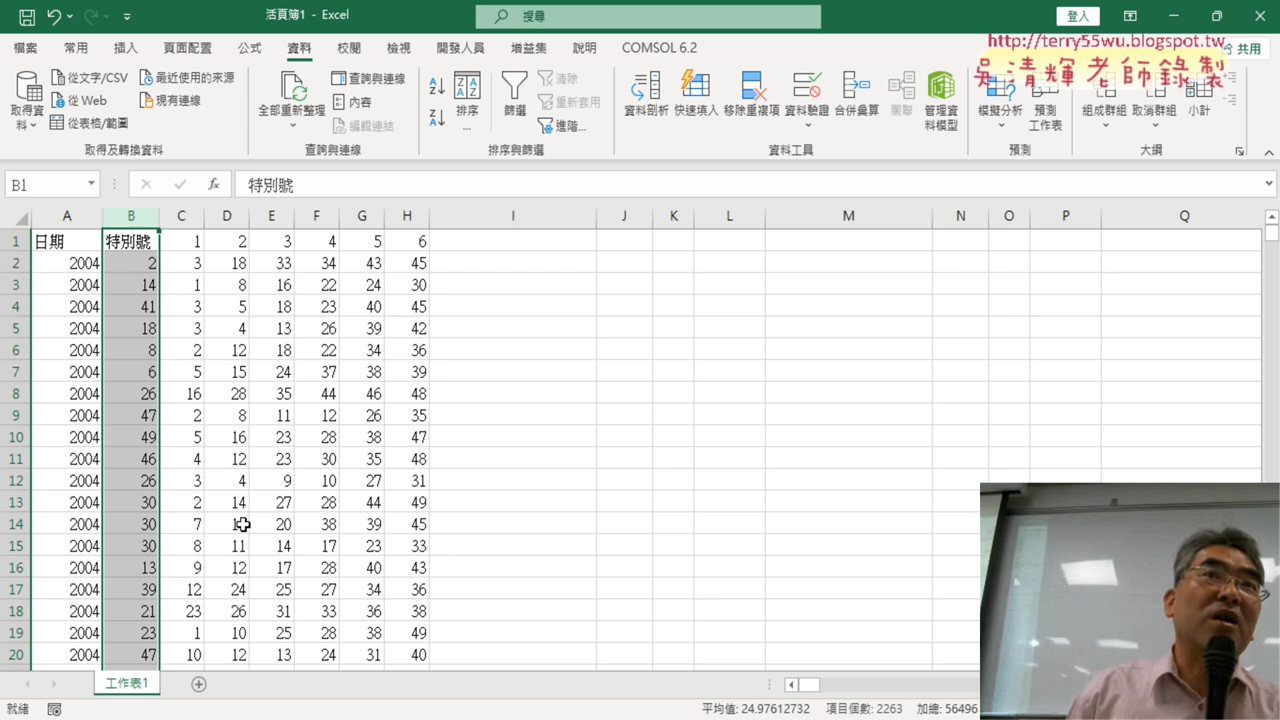 活頁簿1 - Excel
搜尋
登入
檔案 常用 插入 頁面配置 公式 資料 校閱 檢視 開發人員 增益集 說明 COMSOL 6.2
共用
http://terry55wu.blogspot.tw
吳清輝老師錄製
取得資料
從文字/CSV
從 Web
從表格/範圍
最近使用的來源
現有連線
取得及轉換資料
全部重新整理
查詢與連線
內容
編輯連結
查詢與連線
排序...
篩選
清除
重新套用
進階...
排序與篩選
資料剖析
快速填入
移除重複項
資料驗證
合併彙算
關聯
管理資料模型
資料工具
模擬分析
預測工作表
預測
組成群組
取消群組
小計
大綱
B1
fx
特別號
A B C D E F G H I J K L M N O P Q
1 日期 特別號 1 2 3 4 5 6
2 2004 2 3 18 33 34 43 45
3 2004 14 1 8 16 22 24 30
4 2004 41 3 5 18 23 40 45
5 2004 18 3 4 13 26 39 42
6 2004 8 2 12 18 22 34 36
7 2004 6 5 15 24 37 38 39
8 2004 26 16 28 35 44 46 48
9 2004 47 2 8 11 12 26 35
10 2004 49 5 16 23 28 38 47
11 2004 46 4 12 23 30 35 48
12 2004 26 3 4 9 10 27 31
13 2004 30 2 14 27 28 44 49
14 2004 30 7 20 38 39 45
15 2004 30 8 11 14 17 23 33
16 2004 13 9 12 17 28 40 43
17 2004 39 12 24 25 27 34 36
18 2004 21 23 26 31 33 36 38
19 2004 23 1 10 25 28 38 49
20 2004 47 10 12 13 24 31 40
工作表1
就緒
平均值: 24.97612732 項目個數: 2263 加總: 56496